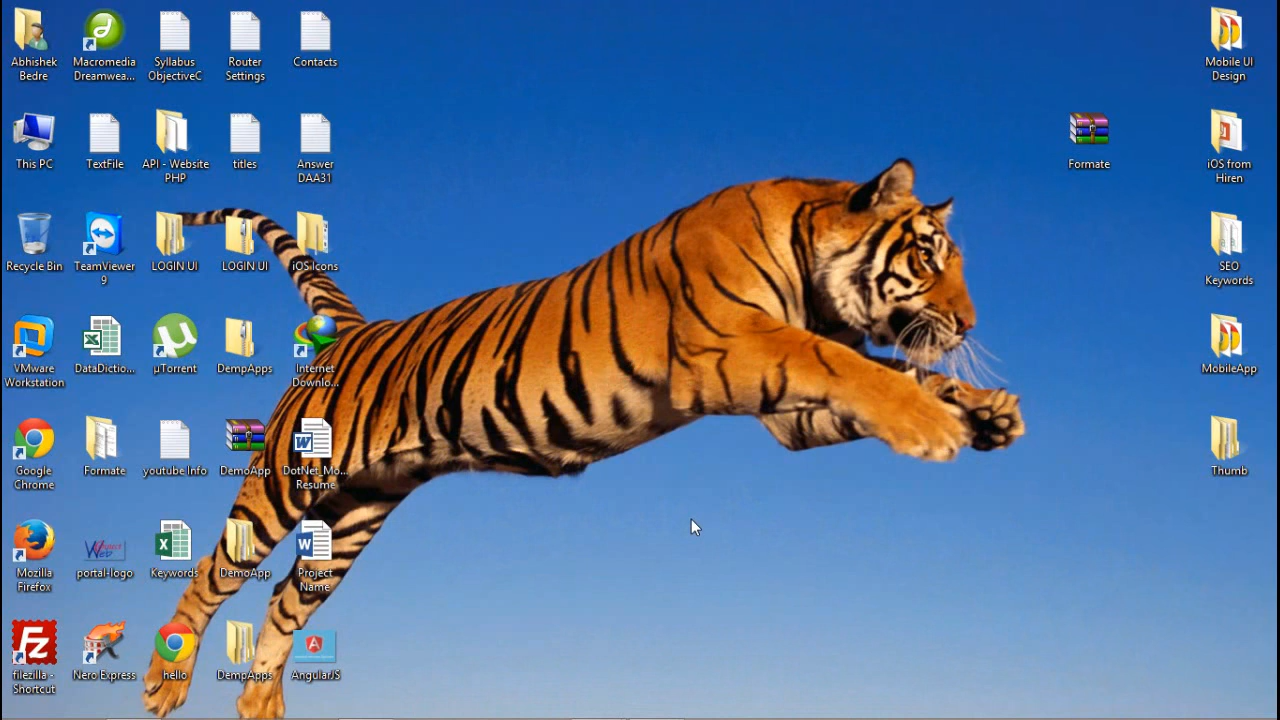 Abhishek
Bedre
Macromedia
Dreamwea...
Syllabus
ObjectiveC
Router
Settings
Contacts
Mobile UI
Design
This PC
TextFile
API - Website
PHP
titles
Answer
DAA31
Formate
iOS from
Hiren
Recycle Bin
TeamViewer
9
LOGIN UI
LOGIN UI
iOS Icons
SEO
Keywords
VMware
Workstation
DataDictio...
µTorrent
DempApps
Internet
Downlo...
MobileApp
Google
Chrome
Formate
youtube Info
DemoApp
DotNet_Mo...
Resume
Thumb
Mozilla
Firefox
portal-logo
Keywords
DemoApp
Project
Name
Fz
filezilla -
Shortcut
Nero Express
hello
DempApps
A
AngularJS